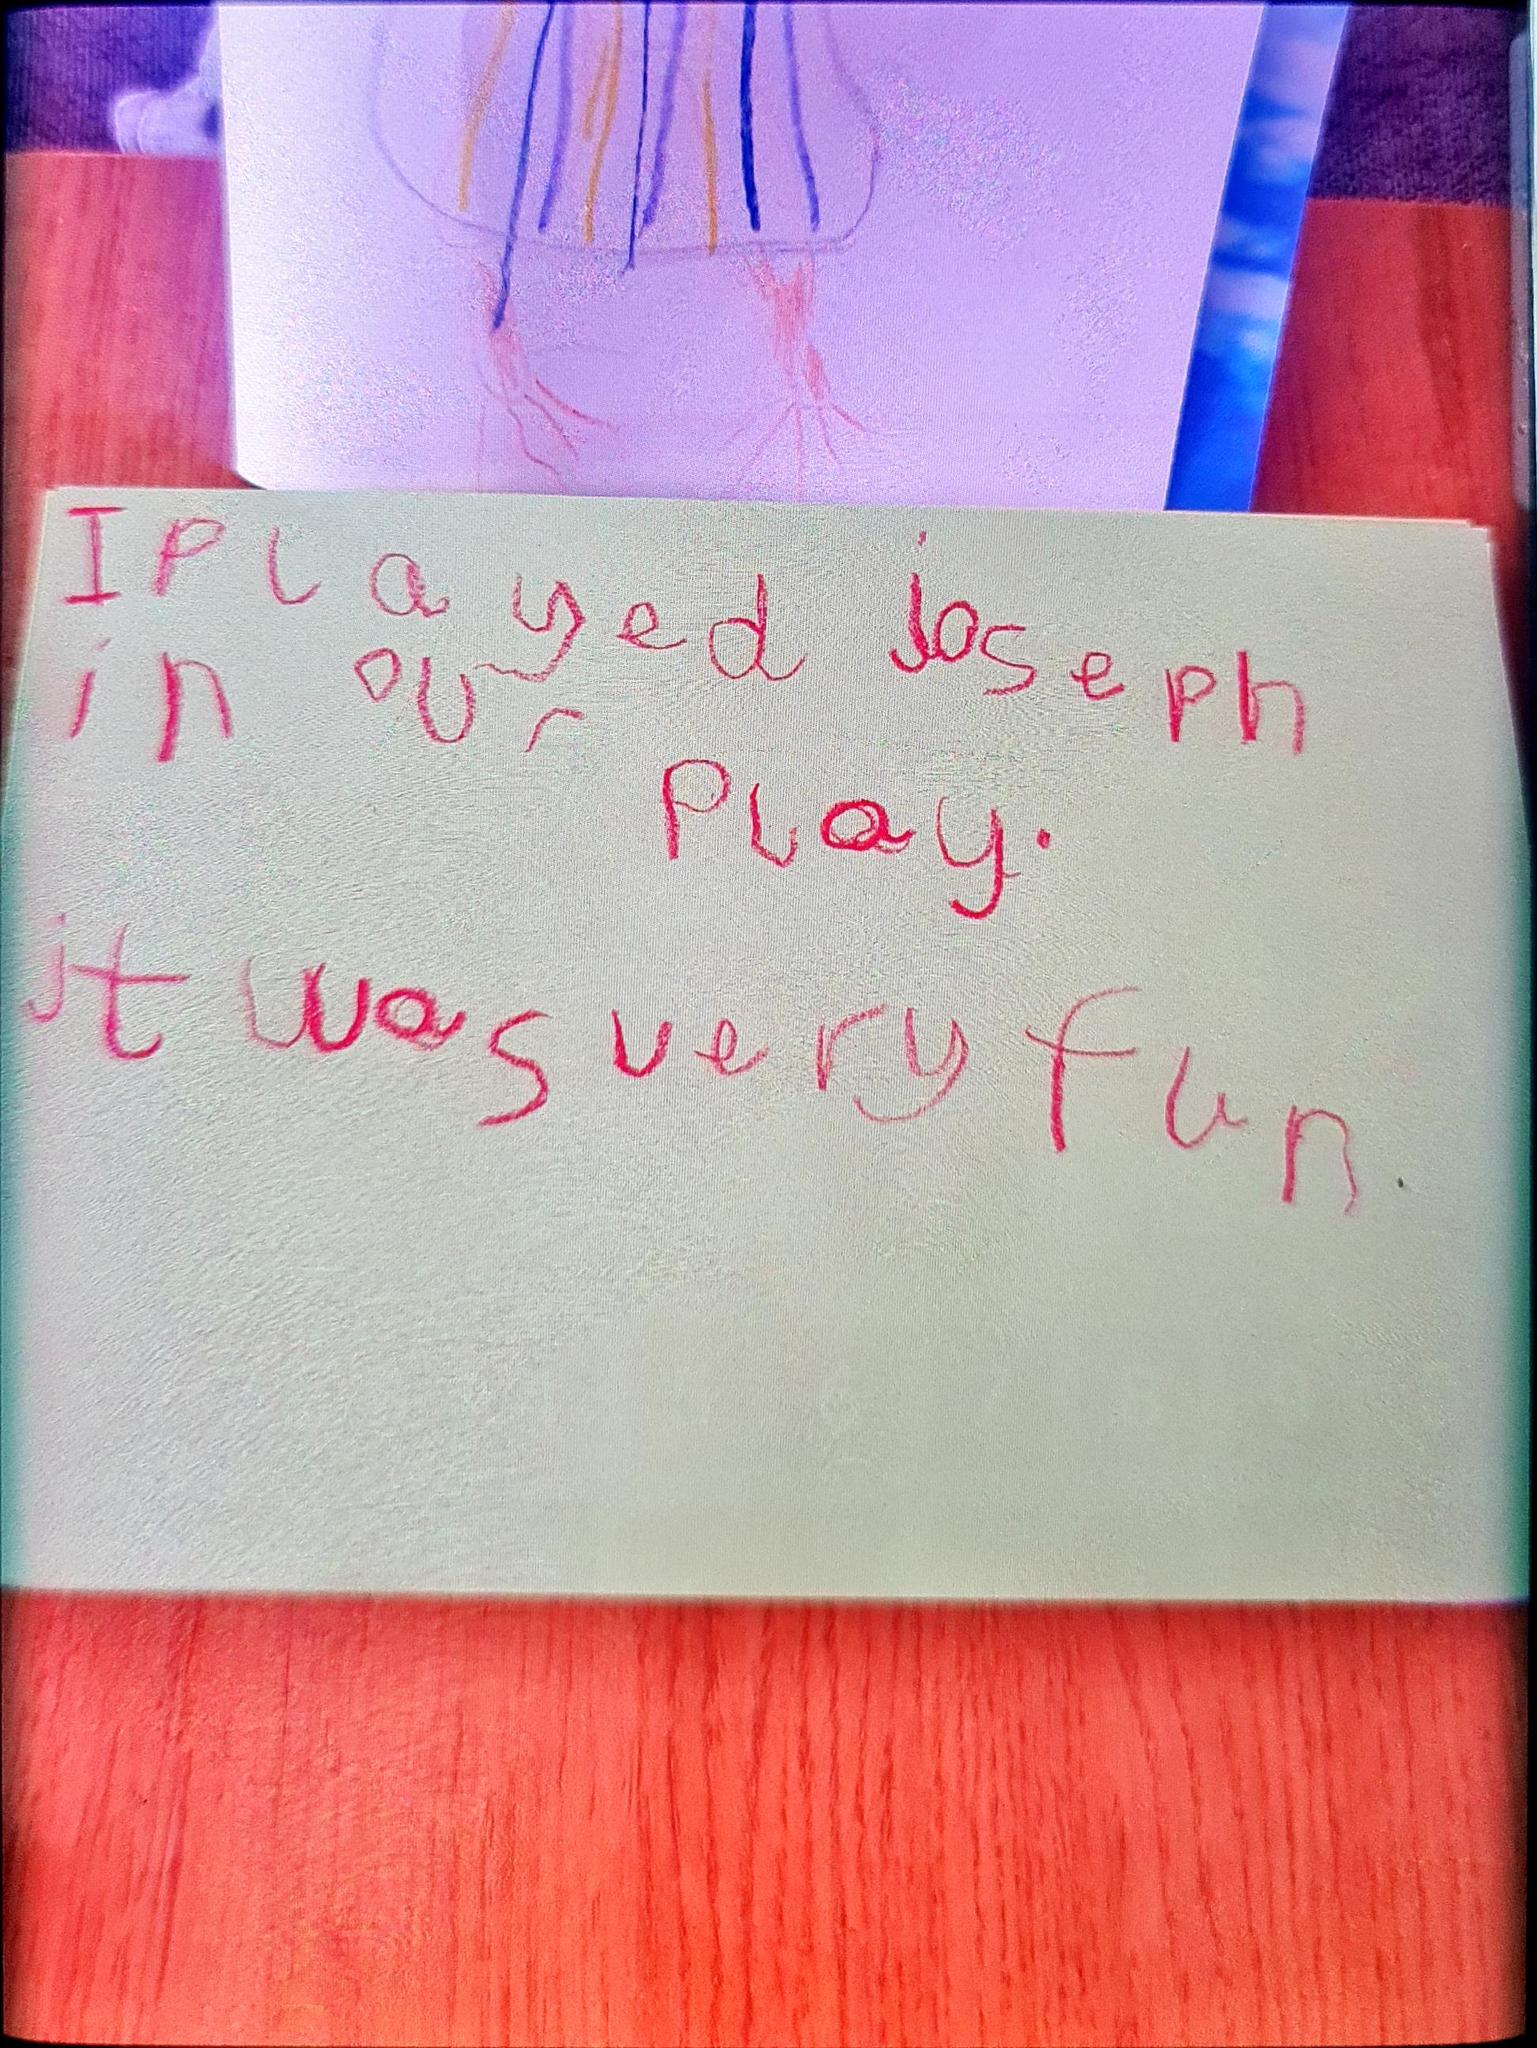 I played joseph
in our
Play.
it was very fun.